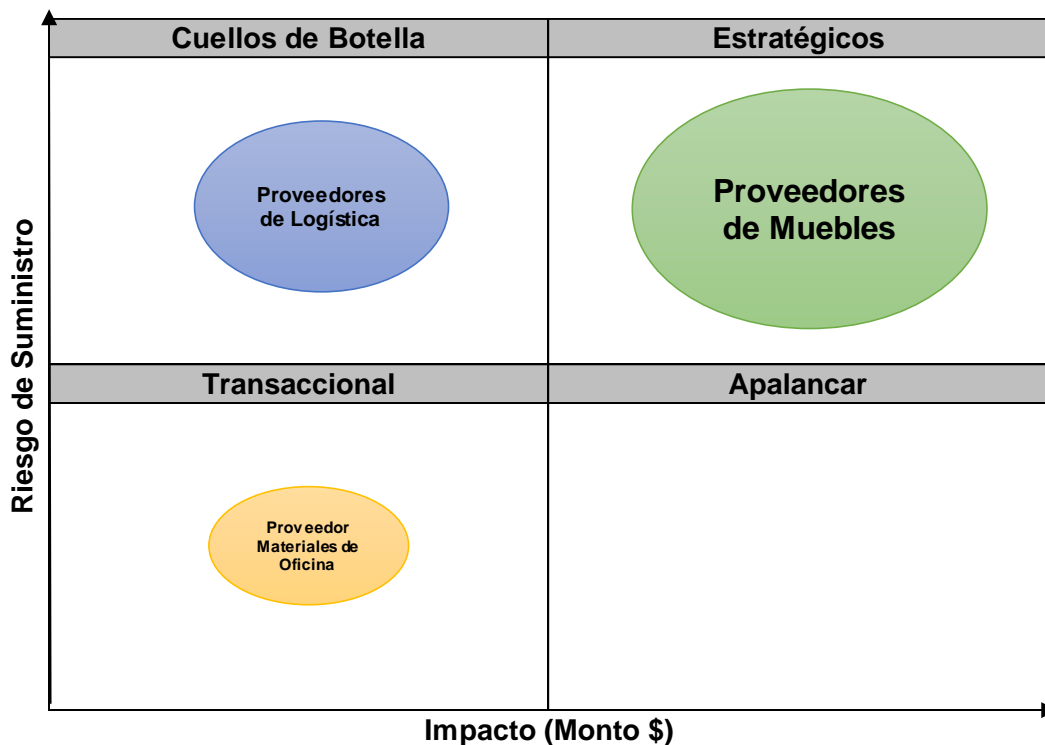 Cuellos de Botella
Estratégicos
Proveedores
de Logística
Proveedores
de Muebles
Riesgo de Suministro
Transaccional
Apalancar
Proveedor
Materiales de
Oficina
Impacto (Monto $)